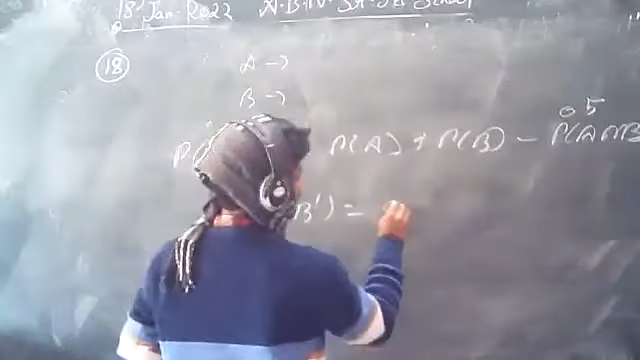 18 Jan. 2022
18
A →
B →
0 5
P( P(A) + P(B) - P(A∩B
B') =